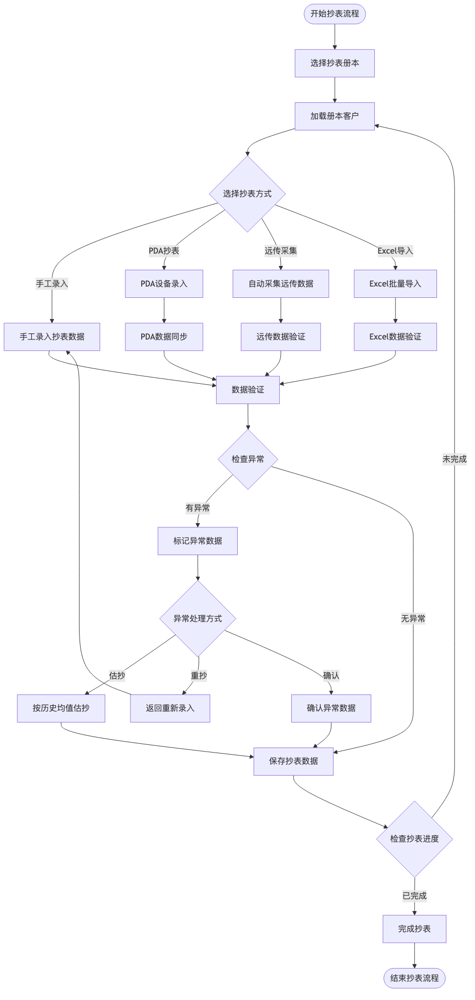 开始抄表流程
选择抄表册本
加载册本客户
选择抄表方式
PDA抄表
远传采集
Excel导入
手工录入
PDA设备录入
自动采集远传数据
Excel批量导入
手工录入抄表数据
PDA数据同步
远传数据验证
Excel数据验证
数据验证
检查异常
未完成
有异常
标记异常数据
异常处理方式
无异常
估抄
重抄
确认
按历史均值估抄
返回重新录入
确认异常数据
保存抄表数据
检查抄表进度
已完成
完成抄表
结束抄表流程